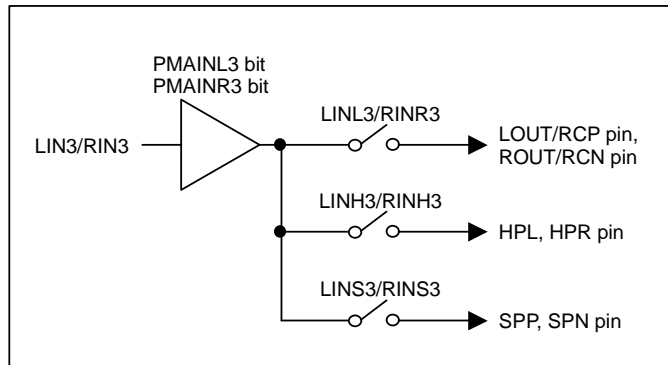 PMAINL3 bit
PMAINR3 bit
LIN3/RIN3
LINL3/RINR3
LOUT/RCP pin,
ROUT/RCN pin
LINH3/RINH3
HPL, HPR pin
LINS3/RINS3
SPP, SPN pin